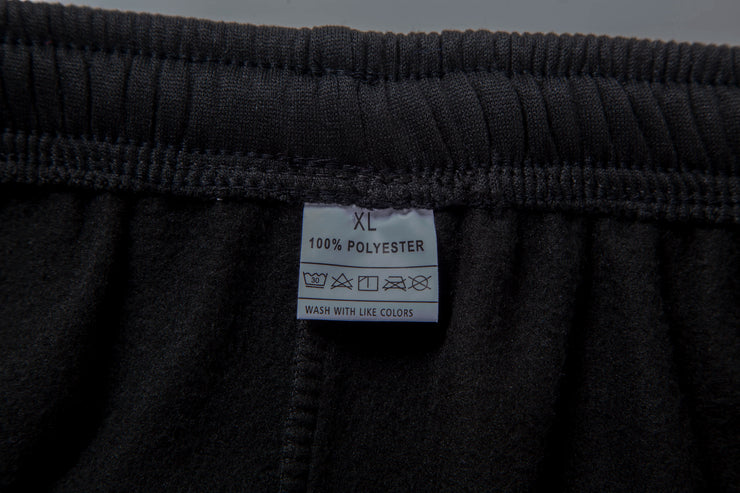 XL
100% POLYESTER
30
WASH WITH LIKE COLORS